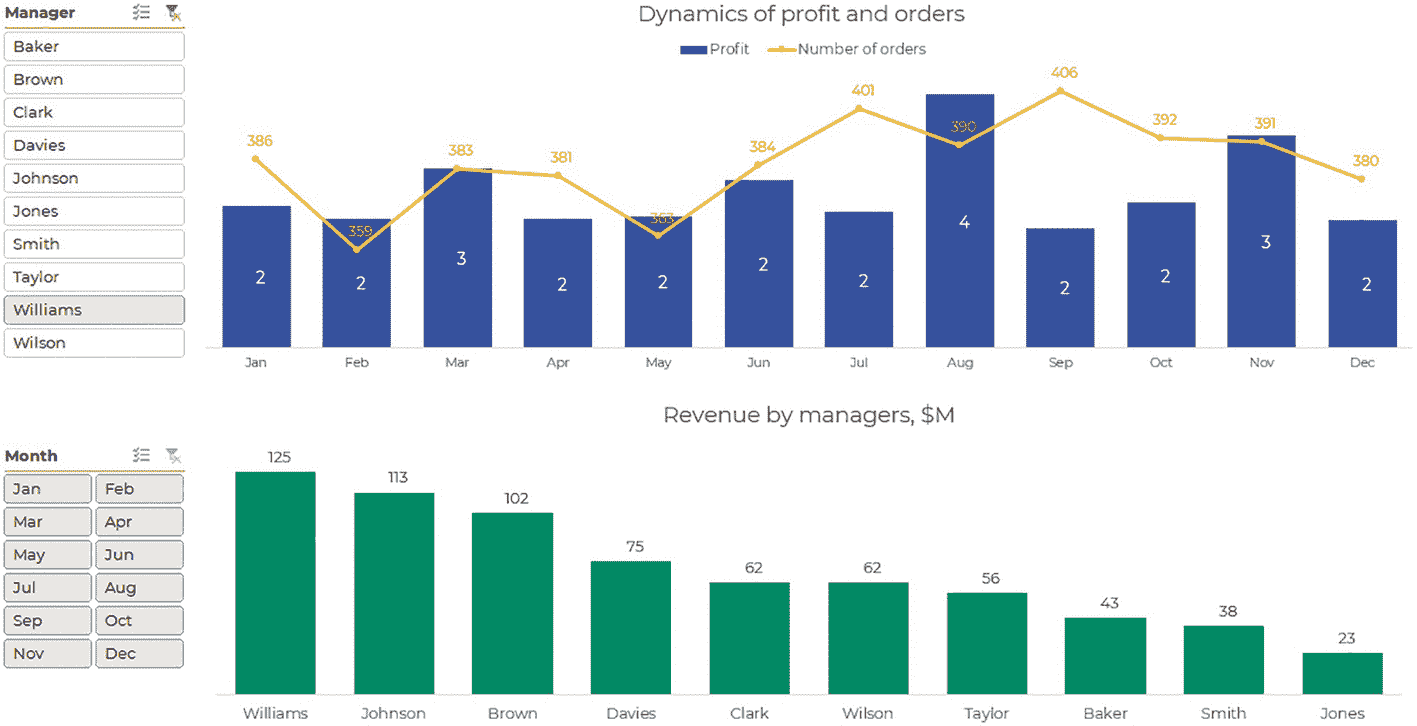 Manager
Baker
Brown
Clark
Davies
Johnson
Jones
Smith
Taylor
Williams
Wilson
Dynamics of profit and orders
Profit Number of orders
386 359 383 381 353 384 401 390 406 392 391 380
2 2 3 2 2 2 2 4 2 2 3 2
Jan Feb Mar Apr May Jun Jul Aug Sep Oct Nov Dec
Month
Jan Feb
Mar Apr
May Jun
Jul Aug
Sep Oct
Nov Dec
Revenue by managers, $M
125 113 102 75 62 62 56 43 38 23
Williams Johnson Brown Davies Clark Wilson Taylor Baker Smith Jones